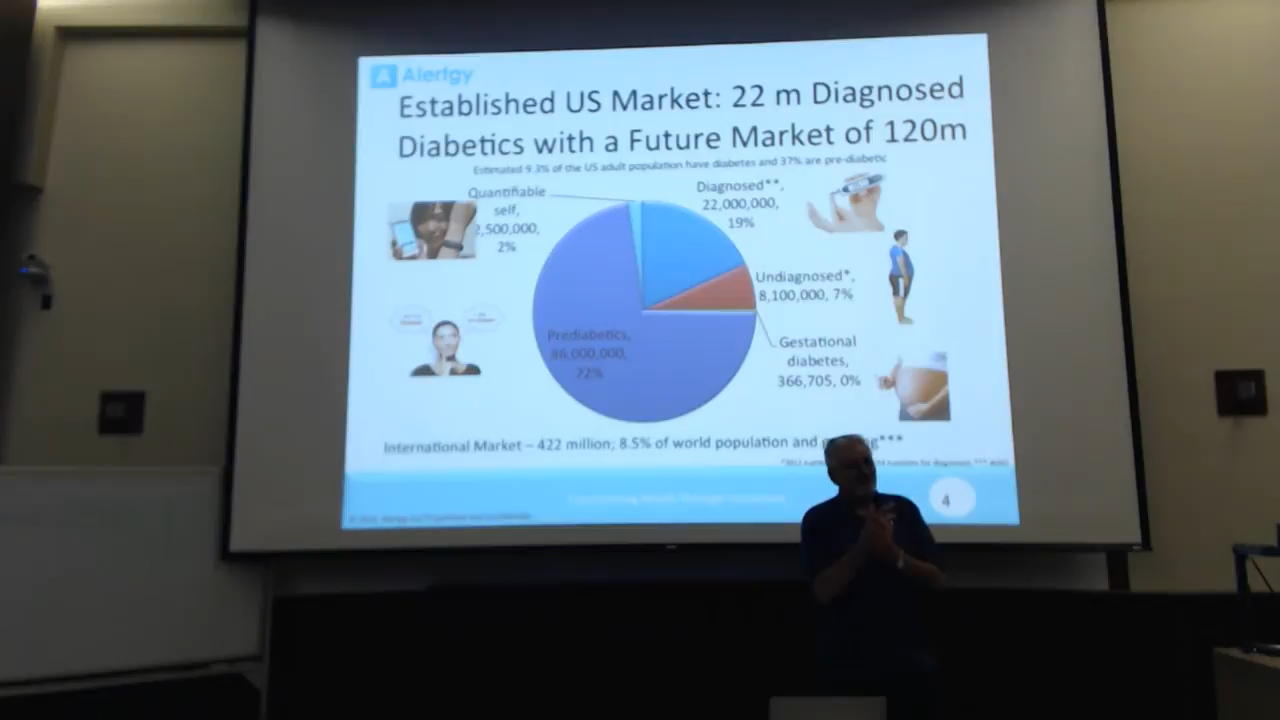 A Alertgy
Established US Market: 22 m Diagnosed
Diabetics with a Future Market of 120m
Estimated 9.3% of the US adult population have diabetes and 37% are pre-diabetic
Quantifiable
self,
2,500,000,
2%
Diagnosed**,
22,000,000,
19%
Undiagnosed*,
8,100,000, 7%
Gestational
diabetes,
366,705, 0%
Prediabetics,
86,000,000,
72%
International Market – 422 million; 8.5% of world population and ***
4